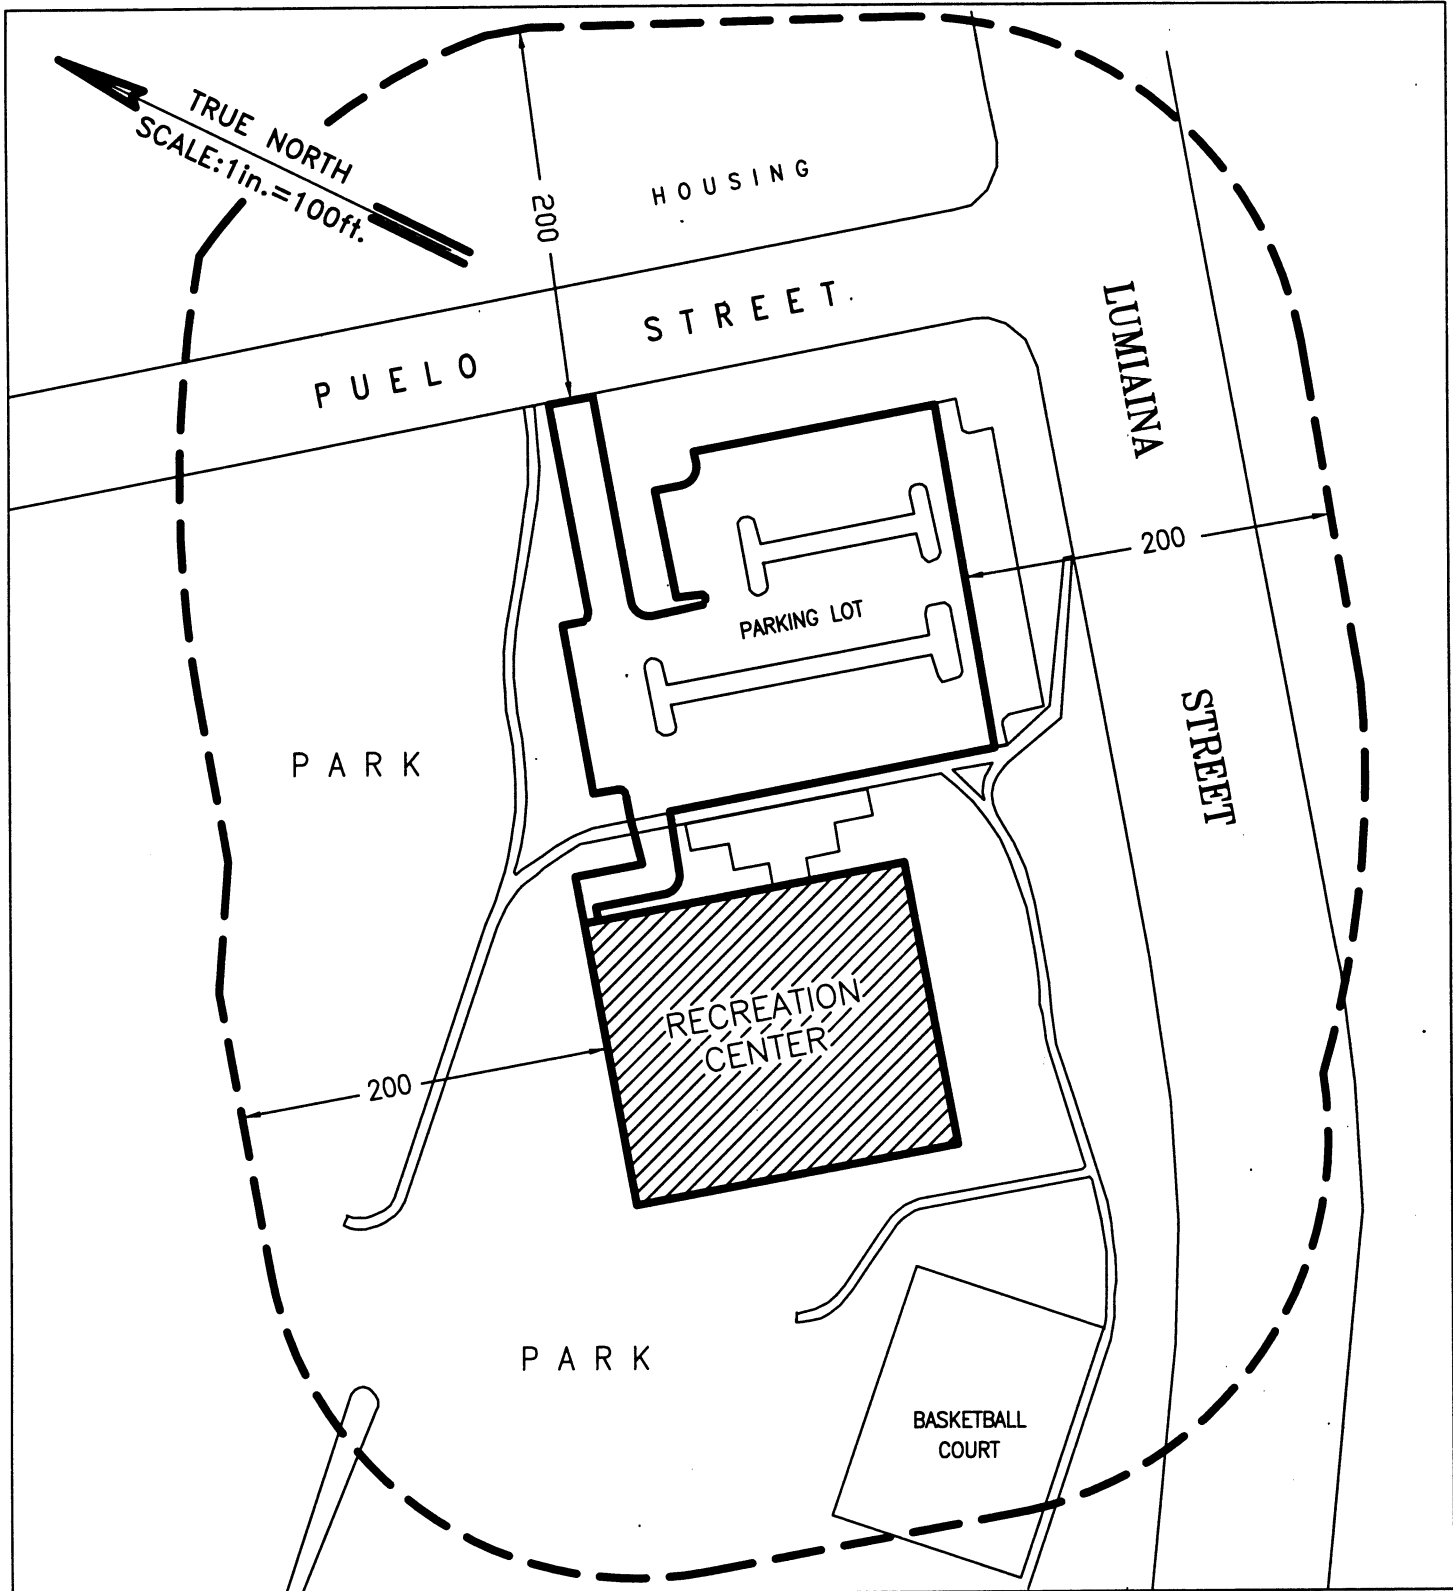 TRUE NORTH
SCALE:1in.=100ft.
200
HOUSING
PUELO STREET
LUMIAINA STREET
200
PARKING LOT
PARK
RECREATION
CENTER
200
PARK
BASKETBALL
COURT